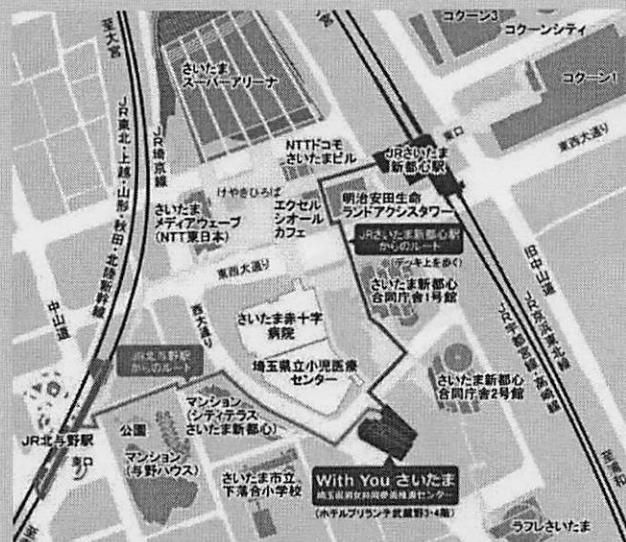 至大宮
さいたま
スーパーアリーナ
コクーン3
コクーンシティ
コクーン1
東口
東西大通り
JR東北・上越・山形・秋田・北陸新幹線
JR埼京線
NTTドコモ
さいたまビル
JRさいたま
新都心駅
けやきひろば
さいたま
メディアウェーブ
(NTT東日本)
エクセル
シオール
カフェ
明治安田生命
ランドアクシスタワー
JRさいたま新都心駅
からのルート
※(デッキ上を歩く)
東西大通り
さいたま新都心
合同庁舎1号館
中山道
西大通り
さいたま赤十字
病院
埼玉県立小児医療
センター
旧中山道
JR京浜東北線
JR宇都宮線・高崎線
さいたま新都心
合同庁舎2号館
JR北与野駅
からのルート
マンション
(シティテラス
さいたま新都心)
公園
マンション
(与野ハウス)
JR北与野駅
東口
さいたま市立
下落合小学校
With You さいたま
埼玉県男女共同参画推進センター
(ホテルブリランテ武蔵野3・4階)
ラフレさいたま
至浦和